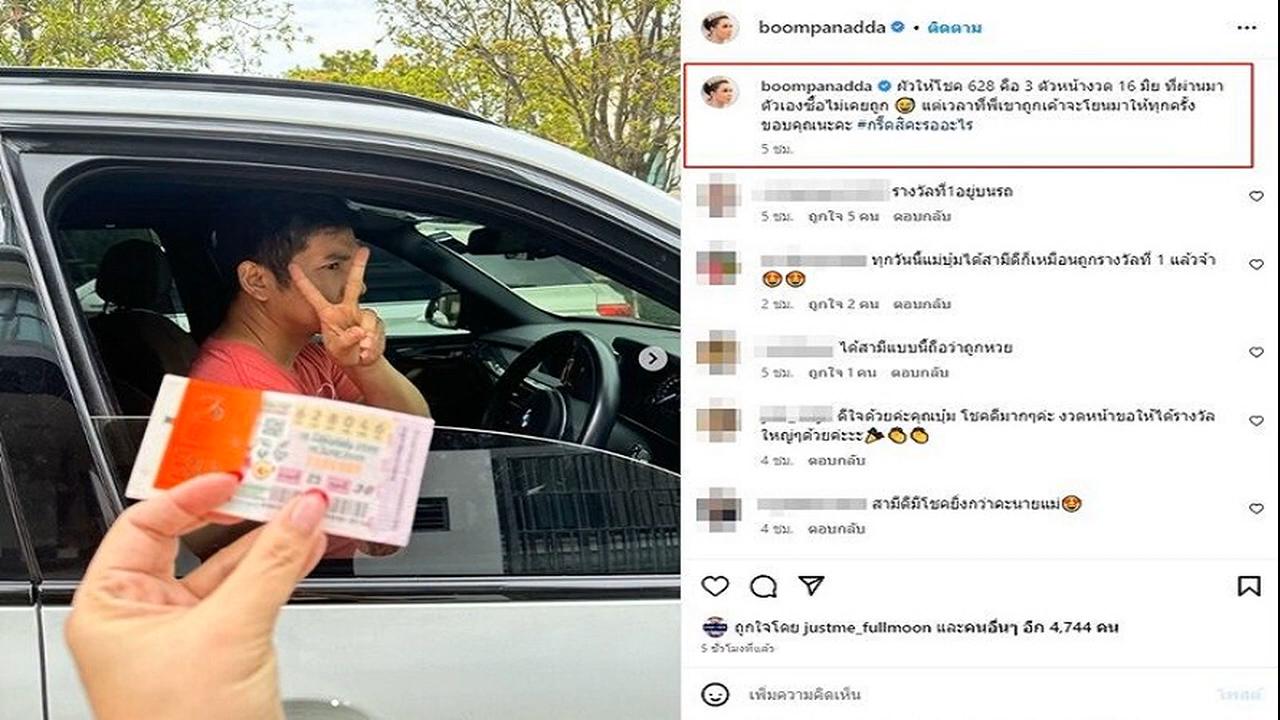 boompanadda • ติดตาม
boompanadda ผัวให้โชค 628 คือ 3 ตัวหน้างวด 16 มิย ที่ผ่านมา
ตัวเองซื้อไม่เคยถูก 😅 แต่เวลาที่พี่เขาถูกเค้าจะโยนมาให้ทุกครั้ง
ขอบคุณนะคะ #กรี๊ดสิคะรออะไร
5 ชม.
รางวัลที่1อยู่บนรถ
5 ชม. ถูกใจ 5 คน ตอบกลับ
ทุกวันนี้แม่บุ๋มได้สามีดีก็เหมือนถูกรางวัลที่ 1 แล้วจ้า
🤩🤩
2 ชม. ถูกใจ 2 คน ตอบกลับ
ได้สามีแบบนี้ถือว่าถูกหวย
5 ชม. ถูกใจ 1 คน ตอบกลับ
ดีใจด้วยค่ะคุณบุ๋ม โชคดีมากๆค่ะ งวดหน้าขอให้ได้รางวัล
ใหญ่ๆด้วยค่ะะะ🎉👏👏
4 ชม. ตอบกลับ
สามีดีมีโชคยิ่งกว่าคะนายแม่🤩
4 ชม. ตอบกลับ
ถูกใจโดย justme_fullmoon และคนอื่นๆ อีก 4,744 คน
5 ชั่วโมงที่แล้ว
เพิ่มความคิดเห็น โพสต์
628046
25 30